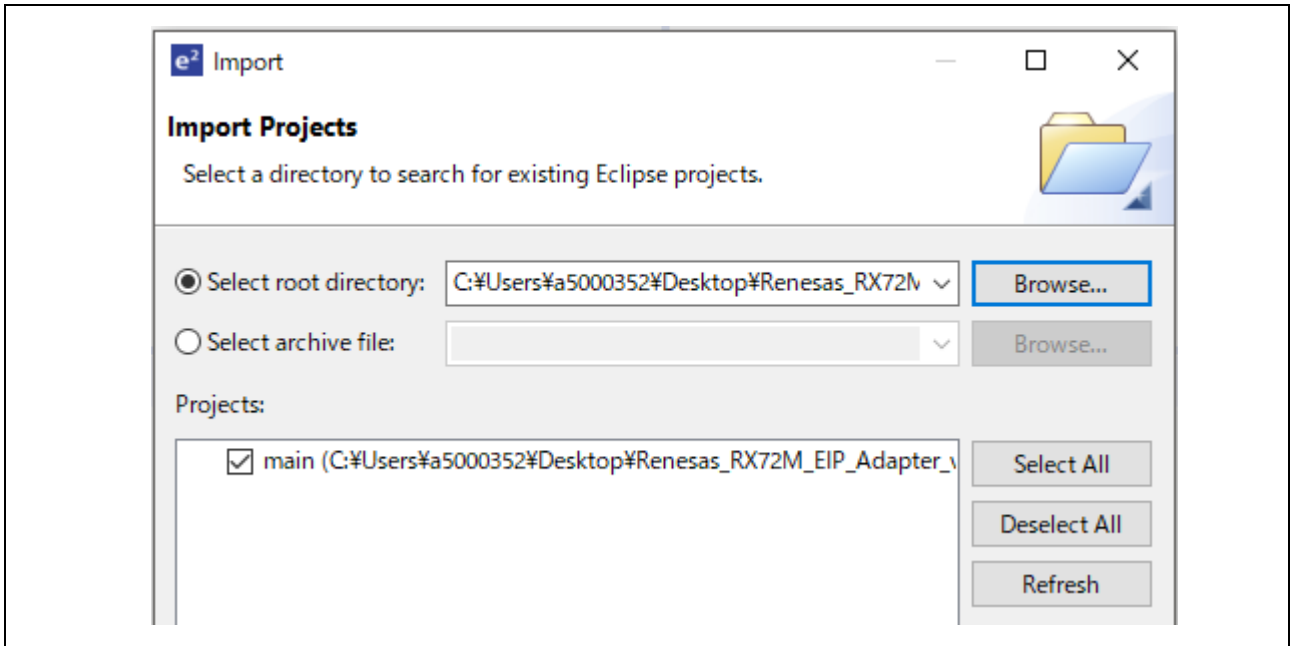 e² Import
Import Projects
Select a directory to search for existing Eclipse projects.
Select root directory: C:¥Users¥a5000352¥Desktop¥Renesas_RX72M Browse...
Select archive file: Browse...
Projects:
main (C:¥Users¥a5000352¥Desktop¥Renesas_RX72M_EIP_Adapter_v Select All
Deselect All
Refresh